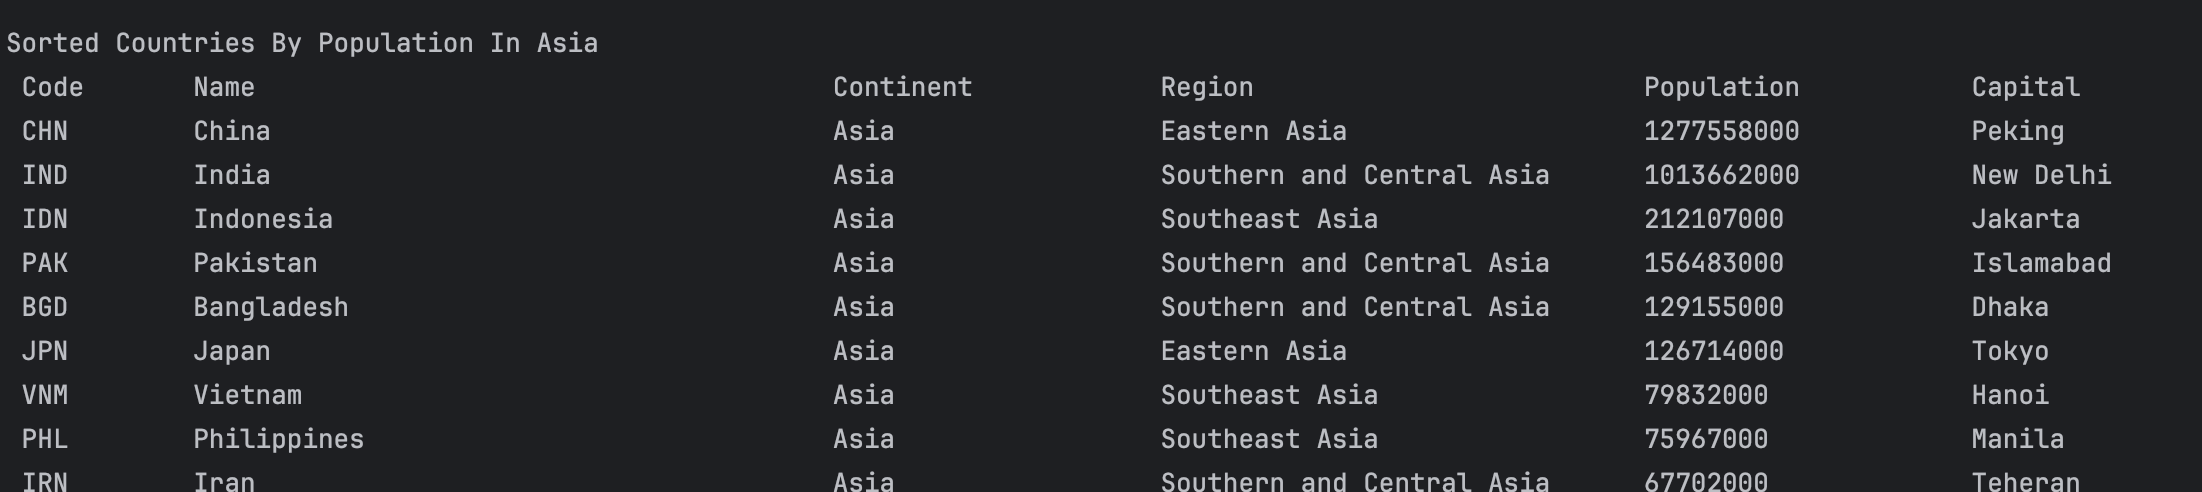 Sorted Countries By Population In Asia
Code Name Continent Region Population Capital
CHN China Asia Eastern Asia 1277558000 Peking
IND India Asia Southern and Central Asia 1013662000 New Delhi
IDN Indonesia Asia Southeast Asia 212107000 Jakarta
PAK Pakistan Asia Southern and Central Asia 156483000 Islamabad
BGD Bangladesh Asia Southern and Central Asia 129155000 Dhaka
JPN Japan Asia Eastern Asia 126714000 Tokyo
VNM Vietnam Asia Southeast Asia 79832000 Hanoi
PHL Philippines Asia Southeast Asia 75967000 Manila
IRN Iran Asia Southern and Central Asia 67702000 Teheran